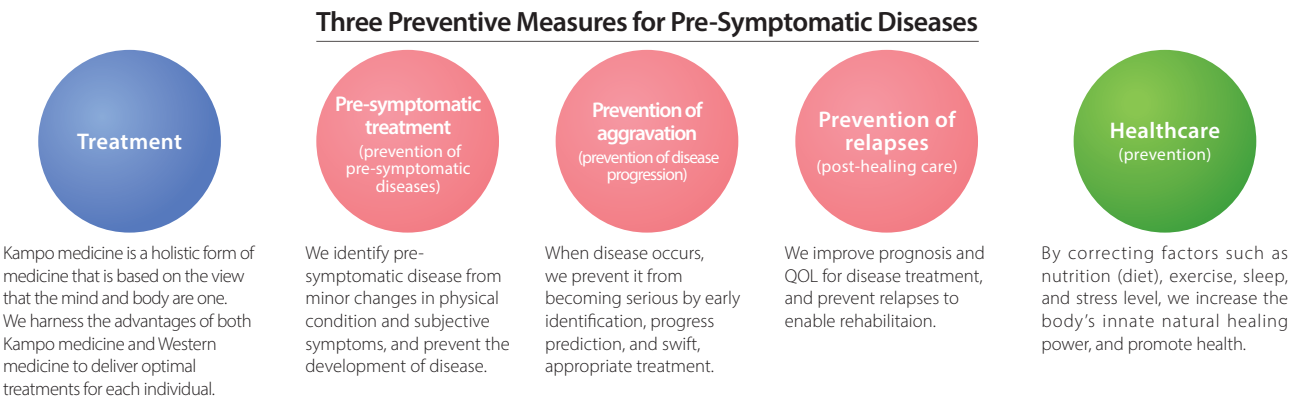 Three Preventive Measures for Pre-Symptomatic Diseases
Treatment
Kampo medicine is a holistic form of
medicine that is based on the view
that the mind and body are one.
We harness the advantages of both
Kampo medicine and Western
medicine to deliver optimal
treatments for each individual.
Pre-symptomatic
treatment
(prevention of
pre-symptomatic
diseases)
We identify pre-
symptomatic disease from
minor changes in physical
condition and subjective
symptoms, and prevent the
development of disease.
Prevention of
aggravation
(prevention of disease
progression)
When disease occurs,
we prevent it from
becoming serious by early
identification, progress
prediction, and swift,
appropriate treatment.
Prevention of
relapses
(post-healing care)
We improve prognosis and
QOL for disease treatment,
and prevent relapses to
enable rehabilitaion.
Healthcare
(prevention)
By correcting factors such as
nutrition (diet), exercise, sleep,
and stress level, we increase the
body's innate natural healing
power, and promote health.